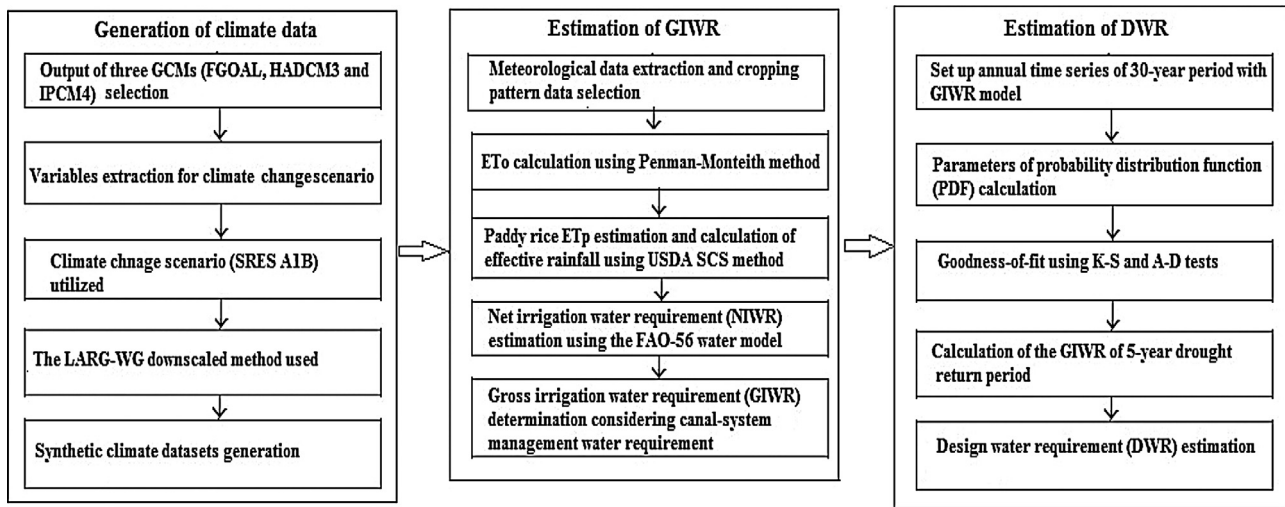 Generation of climate data
Output of three GCMs (FGOAL, HADCM3 and
IPCM4) selection
Variables extraction for climate changescenario
Climate chnage scenario (SRES A1B)
utilized
The LARG-WG downscaled method used
Synthetic climate datasets generation
Estimation of GIWR
Meteorological data extraction and cropping
pattern data selection
ETo calculation using Penman-Monteith method
Paddy rice ETp estimation and calculation of
effective rainfall using USDA SCS method
Net irrigation water requirement (NIWR)
estimation using the FAO-56 water model
Gross irrigation water requirement (GIWR)
determination considering canal-system
management water requirement
Estimation of DWR
Set up annual time series of 30-year period with
GIWR model
Parameters of probability distribution function
(PDF) calculation
Goodness-of-fit using K-S and A-D tests
Calculation of the GIWR of 5-year drought
return period
Design water requirement (DWR) estimation